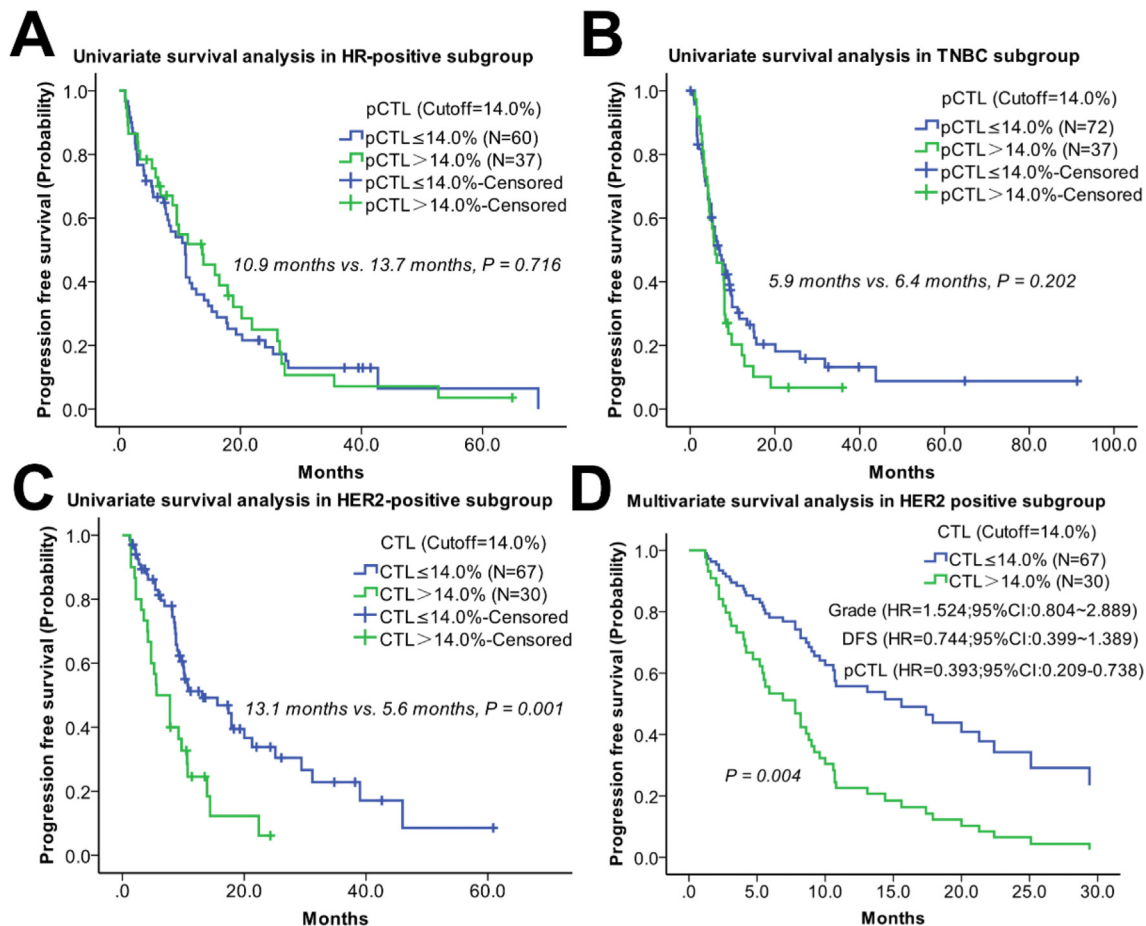 A
Univariate survival analysis in HR-positive subgroup
Progression free survival (Probability)
1.0
0.8
0.6
0.4
0.2
0.0
pCTL (Cutoff=14.0%)
pCTL≤14.0% (N=60)
pCTL>14.0% (N=37)
pCTL≤14.0%-Censored
pCTL>14.0%-Censored
10.9 months vs. 13.7 months, P = 0.716
.0 20.0 40.0 60.0
Months
B
Univariate survival analysis in TNBC subgroup
Progression free survival (Probability)
1.0
0.8
0.6
0.4
0.2
0.0
pCTL (Cutoff=14.0%)
pCTL≤14.0% (N=72)
pCTL>14.0% (N=37)
pCTL≤14.0%-Censored
pCTL>14.0%-Censored
5.9 months vs. 6.4 months, P = 0.202
.0 20.0 40.0 60.0 80.0 100.0
Months
C
Univariate survival analysis in HER2-positive subgroup
Progression free survival (Probability)
1.0
0.8
0.6
0.4
0.2
0.0
CTL (Cutoff=14.0%)
CTL≤14.0% (N=67)
CTL>14.0% (N=30)
CTL≤14.0%-Censored
CTL>14.0%-Censored
13.1 months vs. 5.6 months, P = 0.001
.0 20.0 40.0 60.0
Months
D
Multivariate survival analysis in HER2 positive subgroup
Progression free survival (Probability)
1.0
0.8
0.6
0.4
0.2
0.0
CTL (Cutoff=14.0%)
CTL≤14.0% (N=67)
CTL>14.0% (N=30)
Grade (HR=1.524;95%CI:0.804~2.889)
DFS (HR=0.744;95%CI:0.399~1.389)
pCTL (HR=0.393;95%CI:0.209-0.738)
P = 0.004
.0 5.0 10.0 15.0 20.0 25.0 30.0
Months